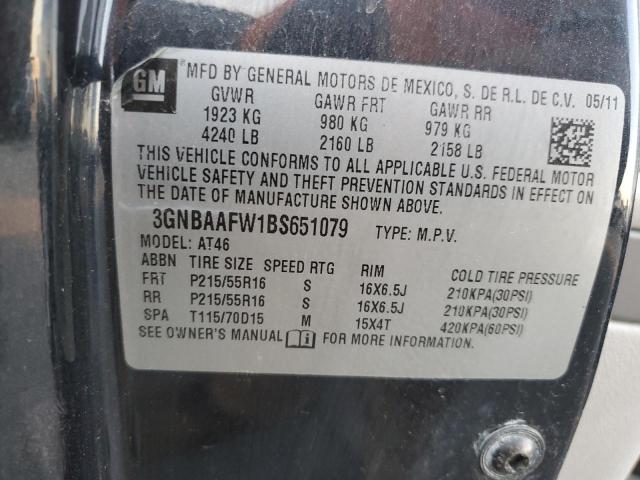 GM MFD BY GENERAL MOTORS DE MEXICO, S. DE R.L. DE C.V. 05/11
GVWR GAWR FRT GAWR RR
1923 KG 980 KG 979 KG
4240 LB 2160 LB 2158 LB
THIS VEHICLE CONFORMS TO ALL APPLICABLE U.S. FEDERAL MOTOR
VEHICLE SAFETY AND THEFT PREVENTION STANDARDS IN EFFECT ON
THE DATE OF MANUFACTURE SHOWN ABOVE.
3GNBAAFW1BS651079 TYPE: M.P.V.
MODEL: AT46
ABBN TIRE SIZE SPEED RTG RIM COLD TIRE PRESSURE
FRT P215/55R16 S 16X6.5J 210KPA(30PSI)
RR P215/55R16 S 16X6.5J 210KPA(30PSI)
SPA T115/70D15 M 15X4T 420KPA(60PSI)
SEE OWNER'S MANUAL FOR MORE INFORMATION.